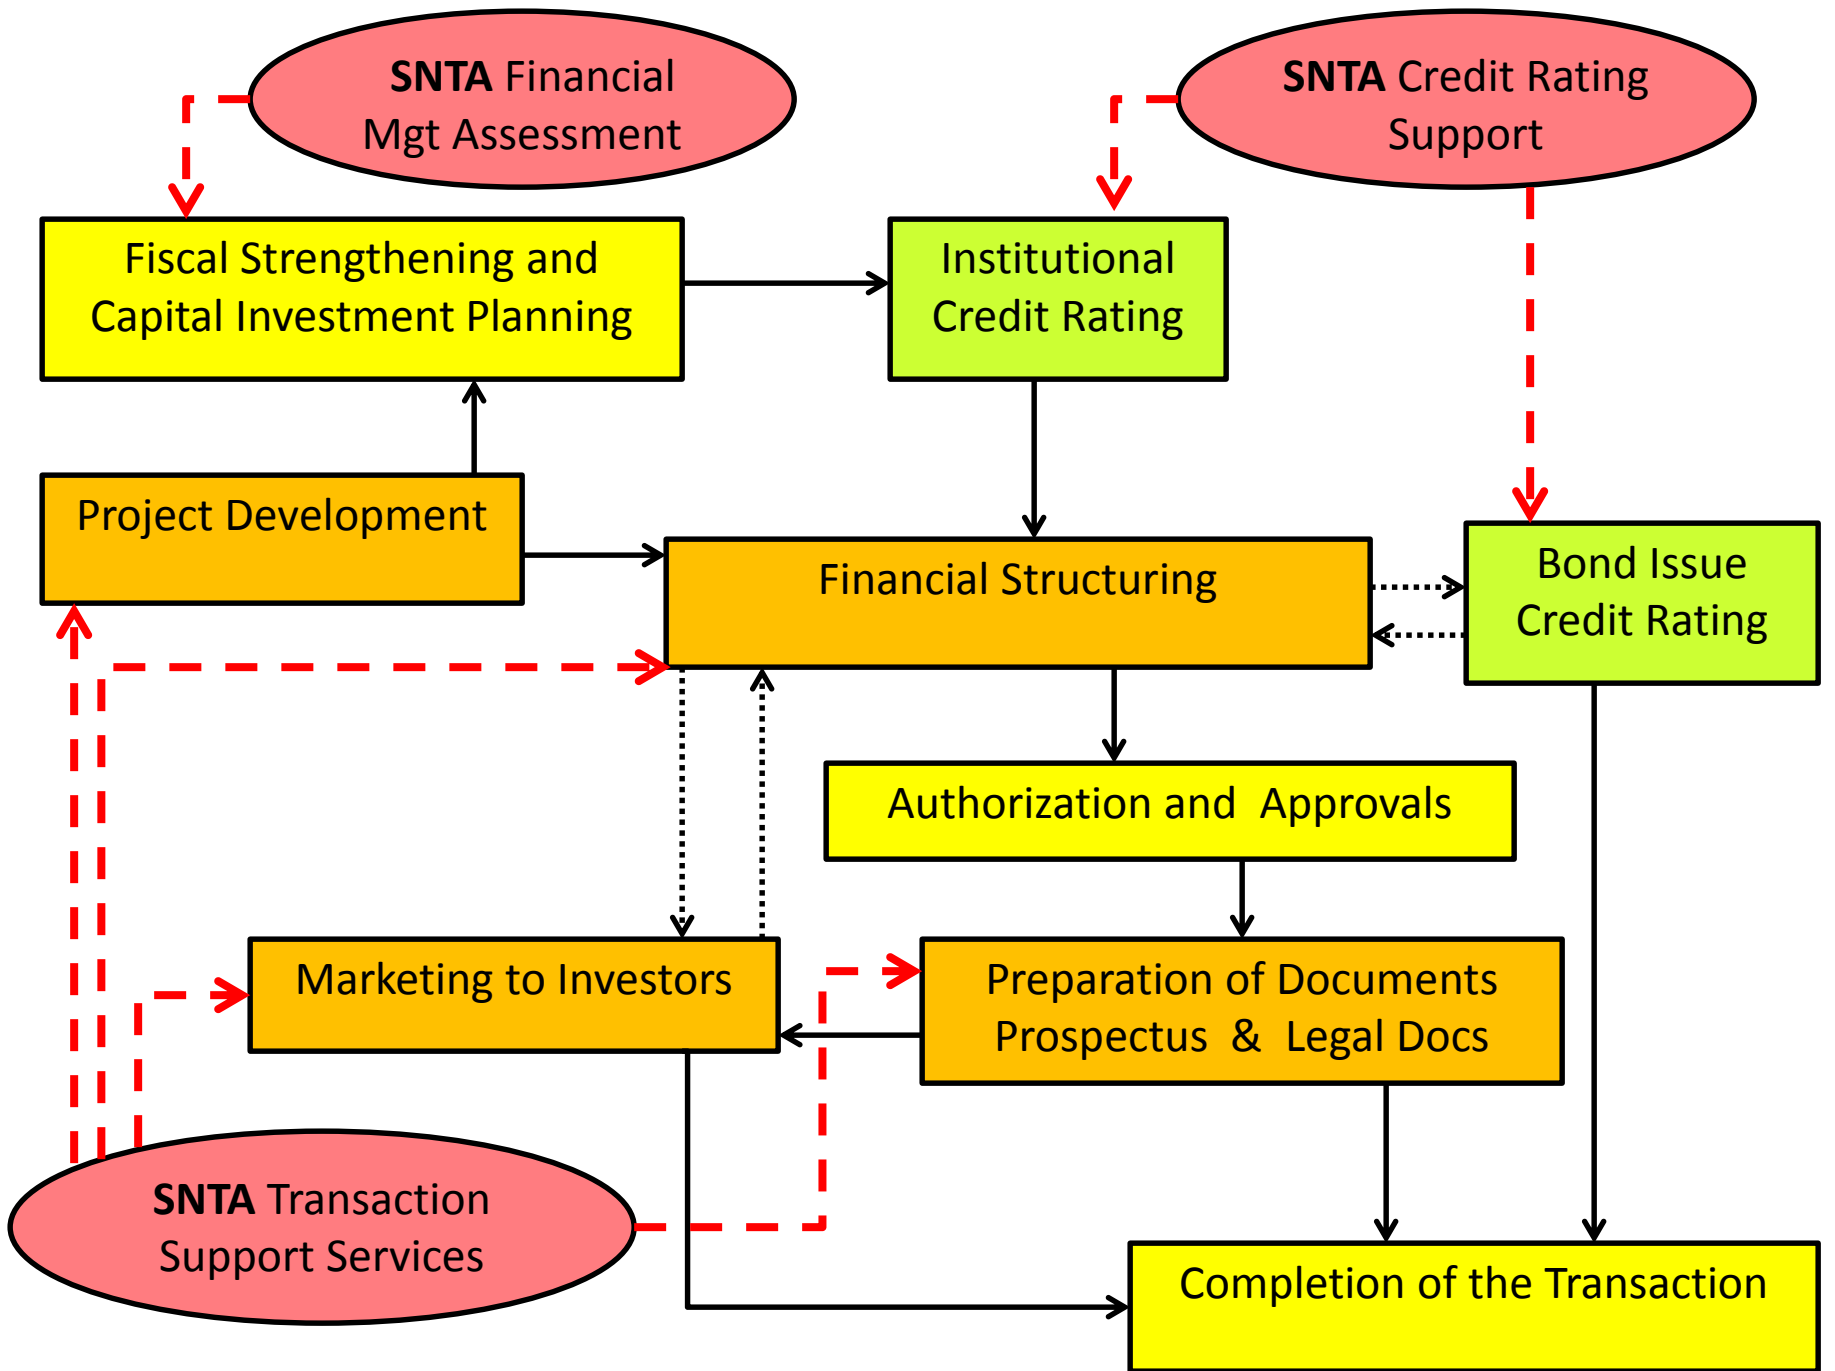 SNTA Financial
Mgt Assessment
SNTA Credit Rating
Support
Fiscal Strengthening and
Capital Investment Planning
Institutional
Credit Rating
Project Development
Financial Structuring
Bond Issue
Credit Rating
Authorization and  Approvals
Marketing to Investors
Preparation of Documents
Prospectus  &  Legal Docs
SNTA Transaction
Support Services
Completion of the Transaction